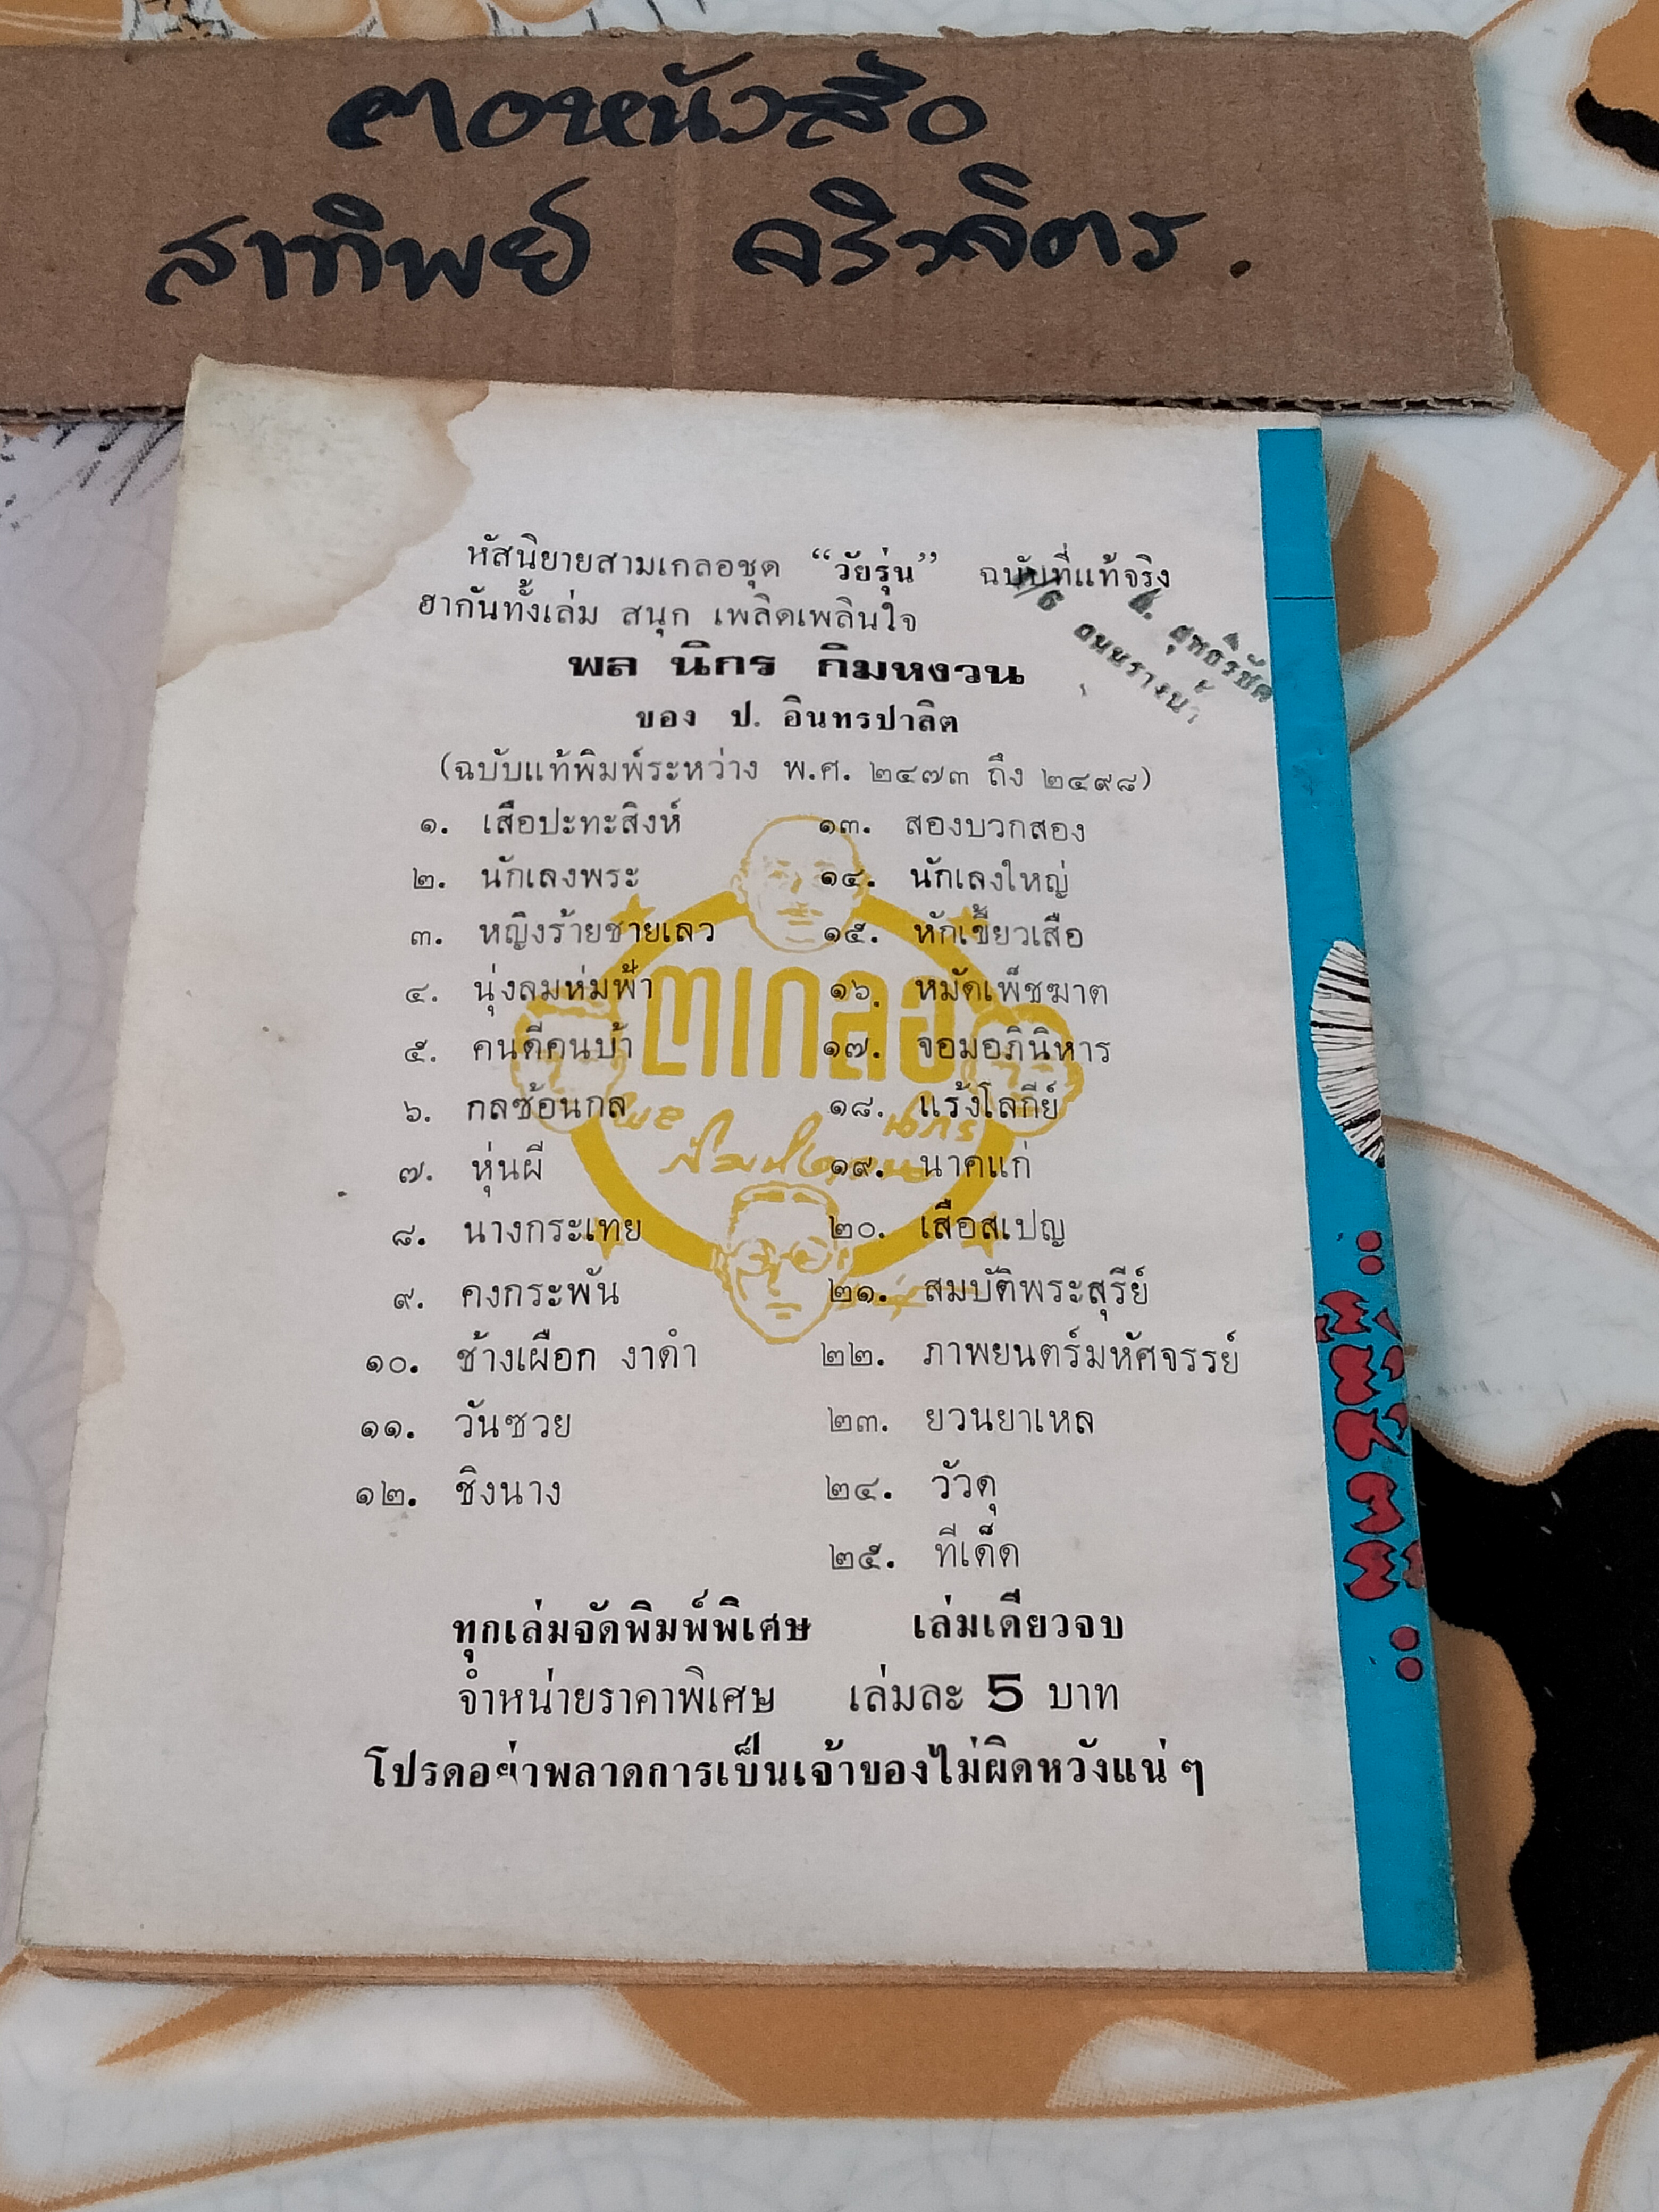 คอหนังสือ
สาทิพย์
หัสนิยายสามเกลอชุด “วัยรุ่น” ฉบับที่แท้จริง
ฮากันทั้งเล่ม สนุก เพลิดเพลินใจ
พล นิกร กิมหงวน
ของ ป. อินทรปาลิต
(ฉบับแท้พิมพ์ระหว่าง พ.ศ. ๒๔๗๓ ถึง ๒๔๙๘)
๑. เสือปะทะสิงห์
๒. นักเลงพระ
๓. หญิงร้ายชายเลว
๔. นุ่งลมห่มฟ้า
๕. คนดีคนบ้า
๖. กลซ้อนกล
๗. หุ่นผี
๘. นางกระเทย
๙. คงกระพัน
๑๐. ช้างเผือก งาดำ
๑๑. วันซวย
๑๒. ชิงนาง
๑๓. สองบวกสอง
๑๔. นักเลงใหญ่
๑๕. หักเขี้ยวเสือ
๑๖. หมัดเพ็ชฆาต
๑๗. จอมอภินิหาร
๑๘. แร้งโลกีย์
๑๙. นาคแก่
๒๐. เสือสเปญ
๒๑. สมบัติพระสุรีย์
๒๒. ภาพยนตร์มหัศจรรย์
๒๓. ยวนยาเหล
๒๔. วัวดุ
๒๕. ทีเด็ด
๓เกลอ
พล นิกร
กิมหงวน
ทุกเล่มจัดพิมพ์พิเศษ เล่มเดียวจบ
จำหน่ายราคาพิเศษ เล่มละ 5 บาท
โปรดอย่าพลาดการเป็นเจ้าของไม่ผิดหวังแน่ๆ
ถนนรางน้ำ